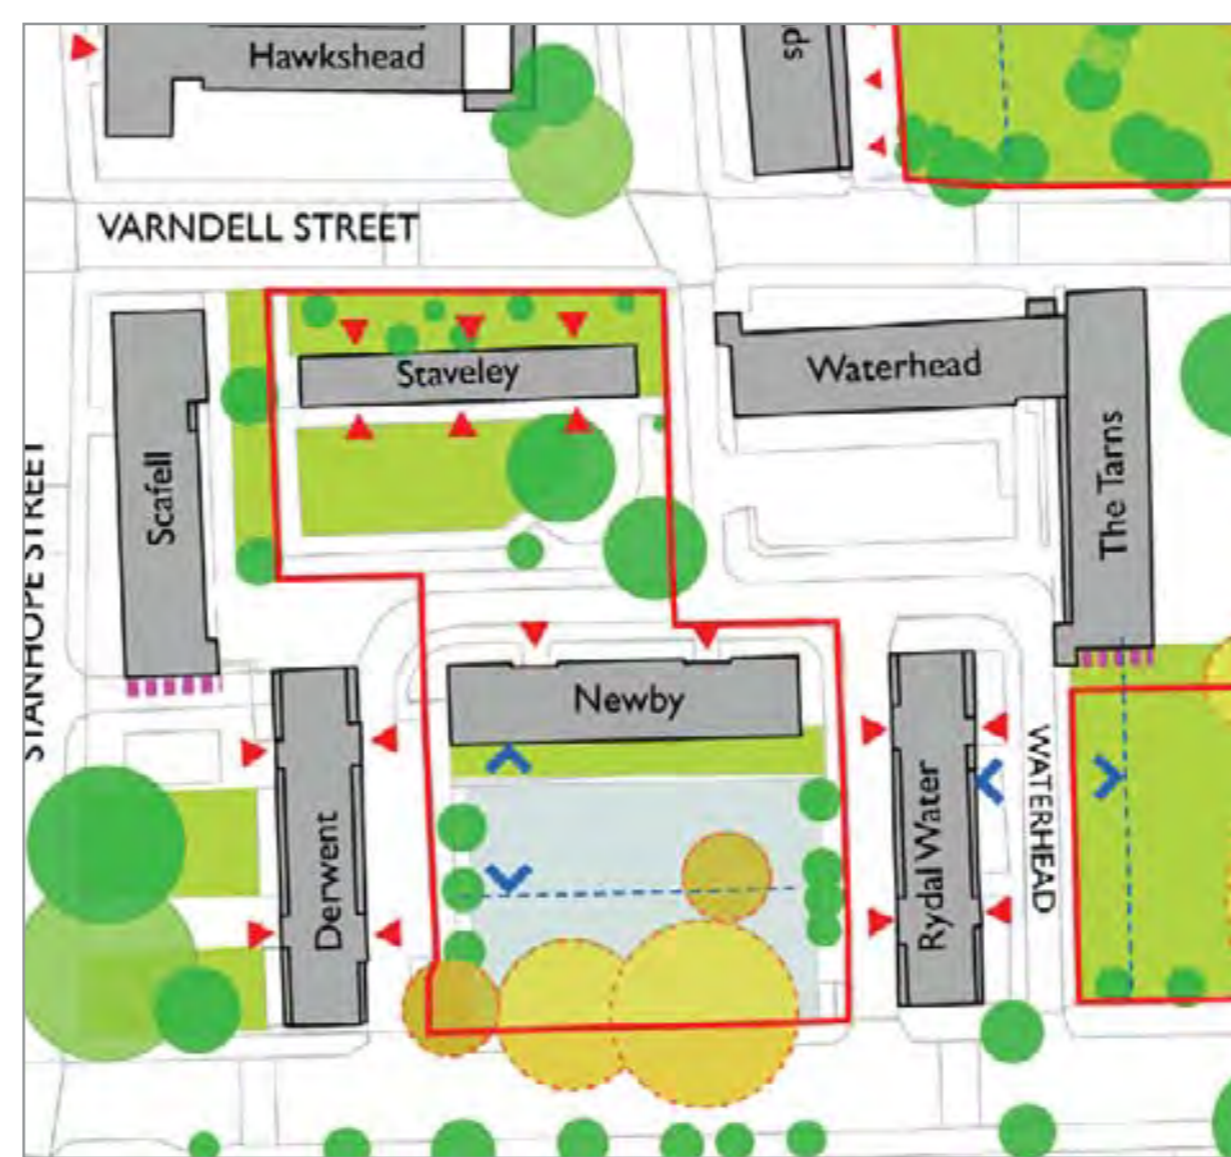 Hawkshead
VARNDELL STREET
Staveley
Waterhead
Scafell
The Tarns
STANHOPE STREET
Newby
WATERHEAD
Derwent
Rydal Water